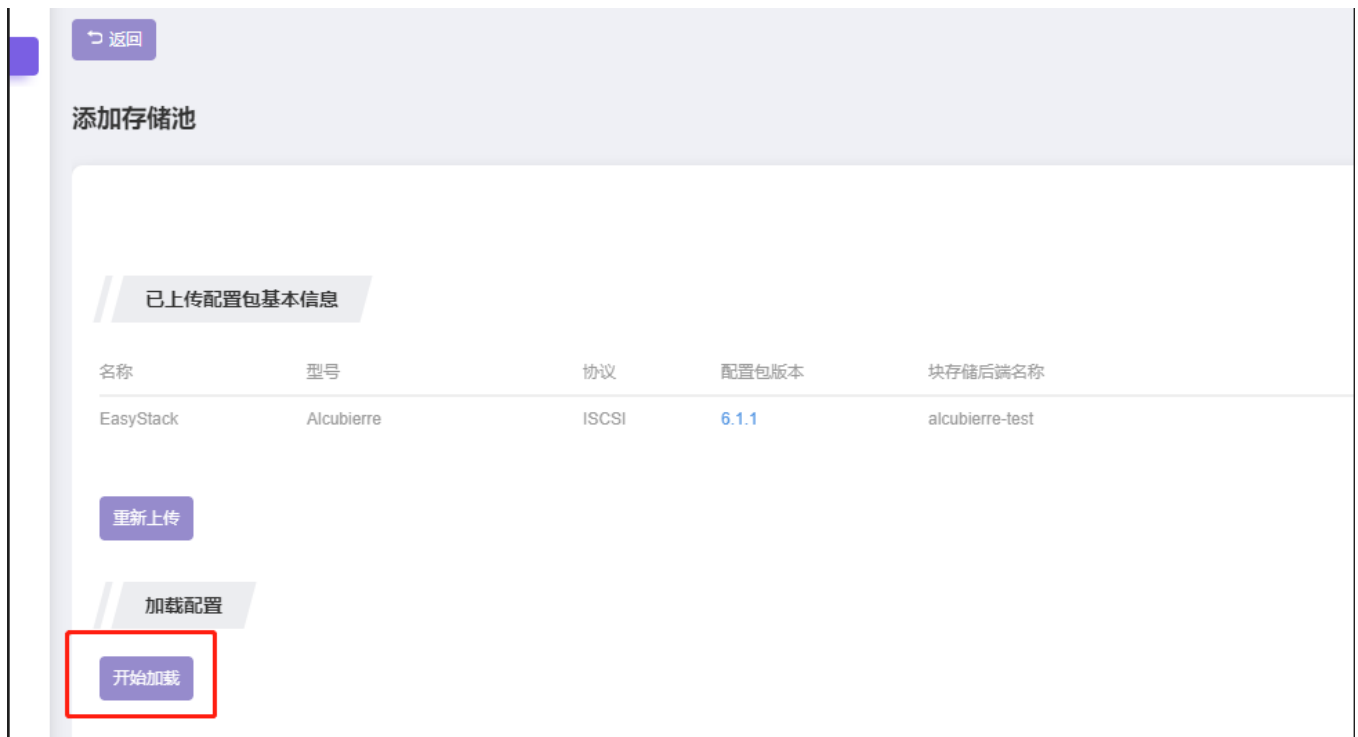 返回
添加存储池
已上传配置包基本信息
名称 型号 协议 配置包版本 块存储后端名称
EasyStack Alcubierre ISCSI 6.1.1 alcubierre-test
重新上传
加载配置
开始加载